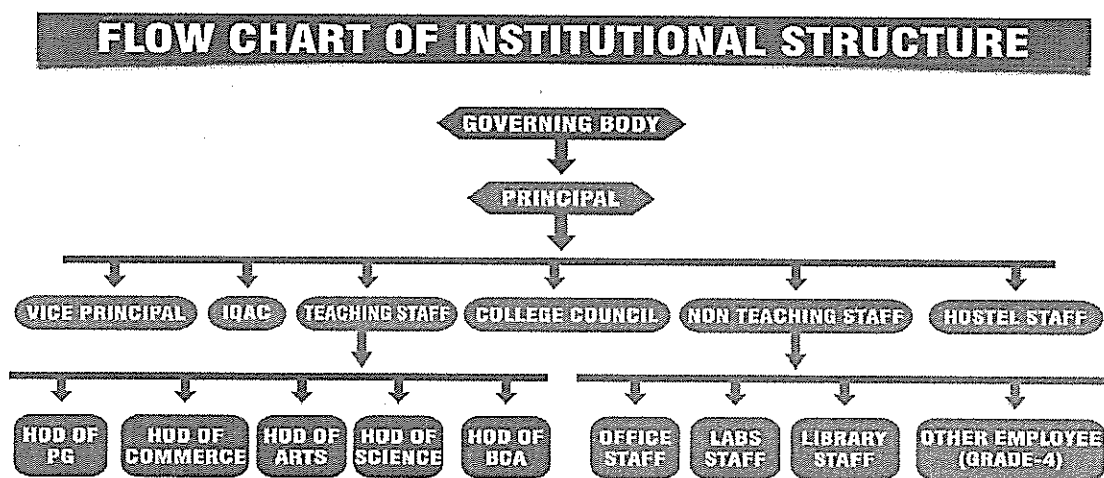 FLOW CHART OF INSTITUTIONAL STRUCTURE
GOVERNING BODY
PRINCIPAL
VICE PRINCIPAL
IQAC
TEACHING STAFF
COLLEGE COUNCIL
NON TEACHING STAFF
HOSTEL STAFF
HOD OF
PG
HOD OF
COMMERCE
HOD OF
ARTS
HOD OF
SCIENCE
HOD OF
BCA
OFFICE
STAFF
LABS
STAFF
LIBRARY
STAFF
OTHER EMPLOYEE
(GRADE-4)